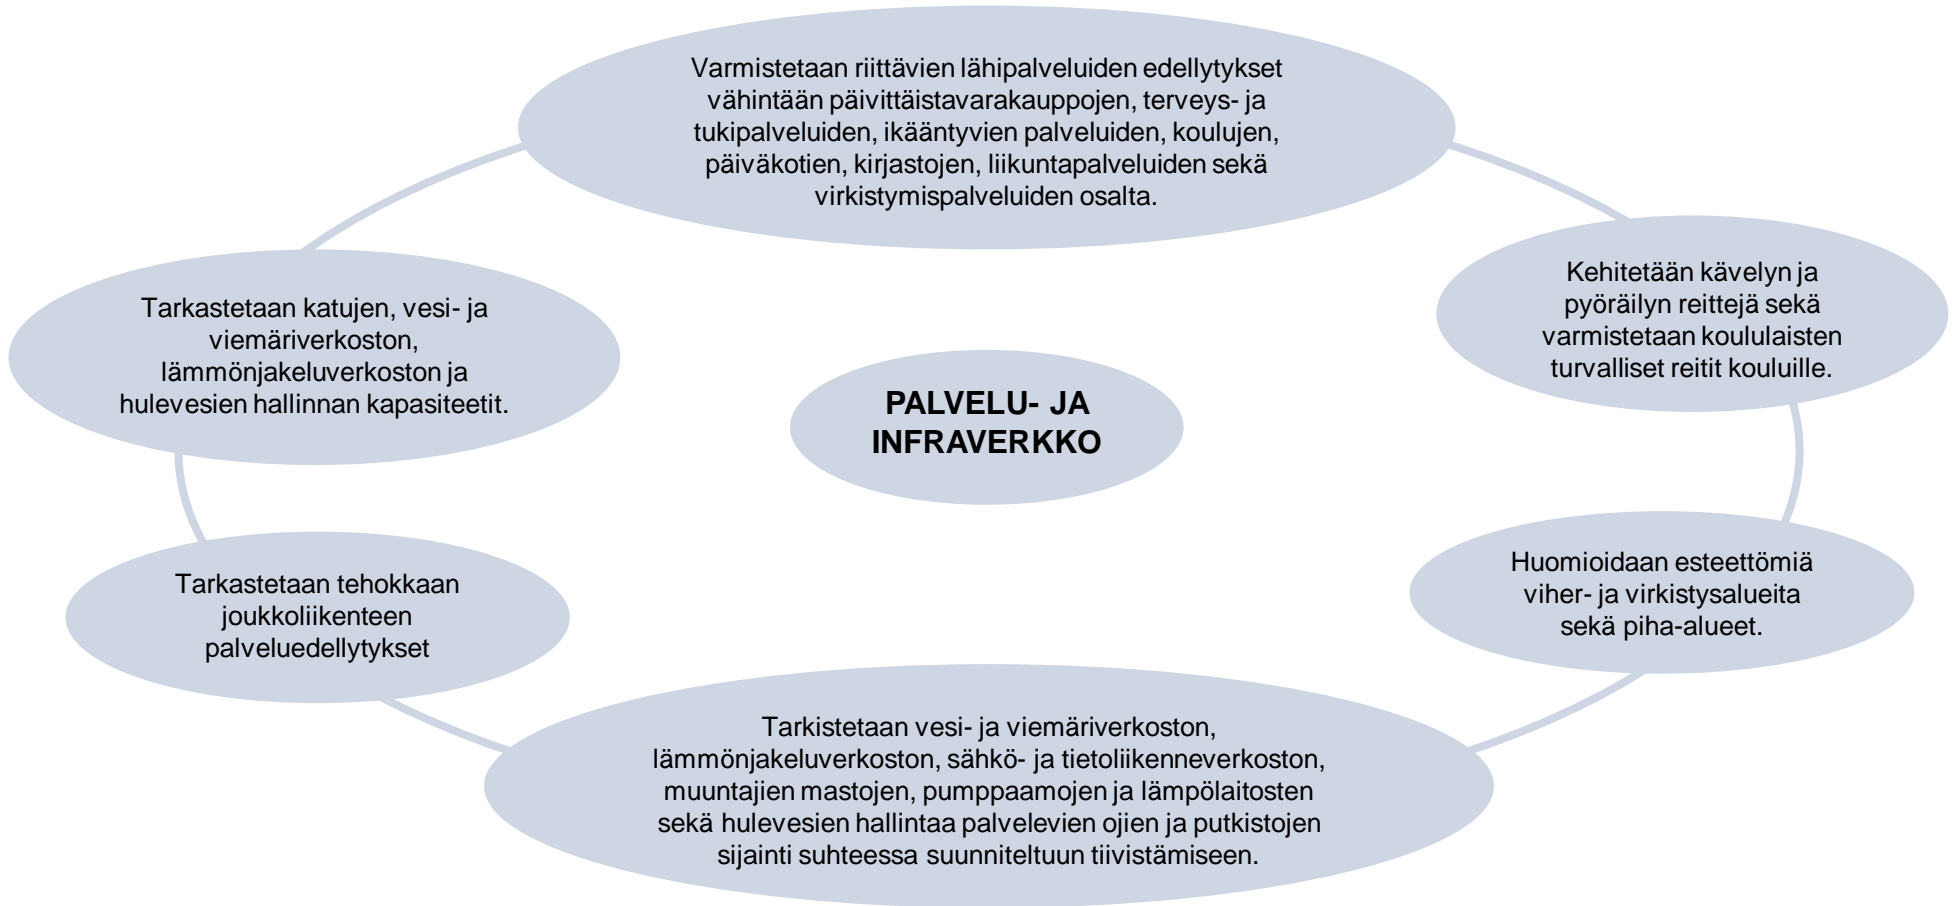 Varmistetaan riittävien lähipalveluiden edellytykset
vähintään päivittäistavarakauppojen, terveys- ja
tukipalveluiden, ikääntyvien palveluiden, koulujen,
päiväkotien, kirjastojen, liikuntapalveluiden sekä
virkistymispalveluiden osalta.
Kehitetään kävelyn ja
pyöräilyn reittejä sekä
varmistetaan koululaisten
turvalliset reitit kouluille.
Huomioidaan esteettömiä
viher- ja virkistysalueita
sekä piha-alueet.
Tarkistetaan vesi- ja viemäriverkoston,
lämmönjakeluverkoston, sähkö- ja tietoliikenneverkoston,
muuntajien mastojen, pumppaamojen ja lämpölaitosten
sekä hulevesien hallintaa palvelevien ojien ja putkistojen
sijainti suhteessa suunniteltuun tiivistämiseen.
Tarkastetaan tehokkaan
joukkoliikenteen
palveluedellytykset
Tarkastetaan katujen, vesi- ja
viemäriverkoston,
lämmönjakeluverkoston ja
hulevesien hallinnan kapasiteetit.
PALVELU- JA
INFRAVERKKO